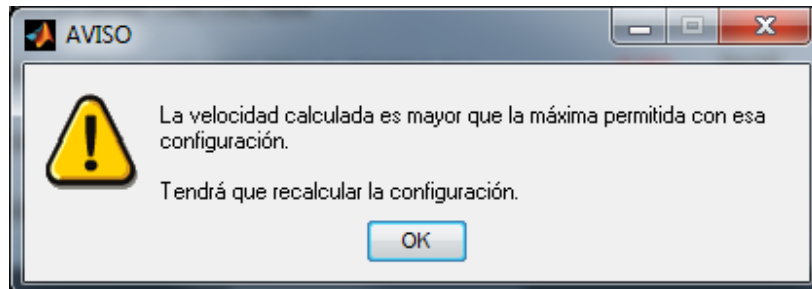 AVISO
La velocidad calculada es mayor que la máxima permitida con esa
configuración.
Tendrá que recalcular la configuración.
OK